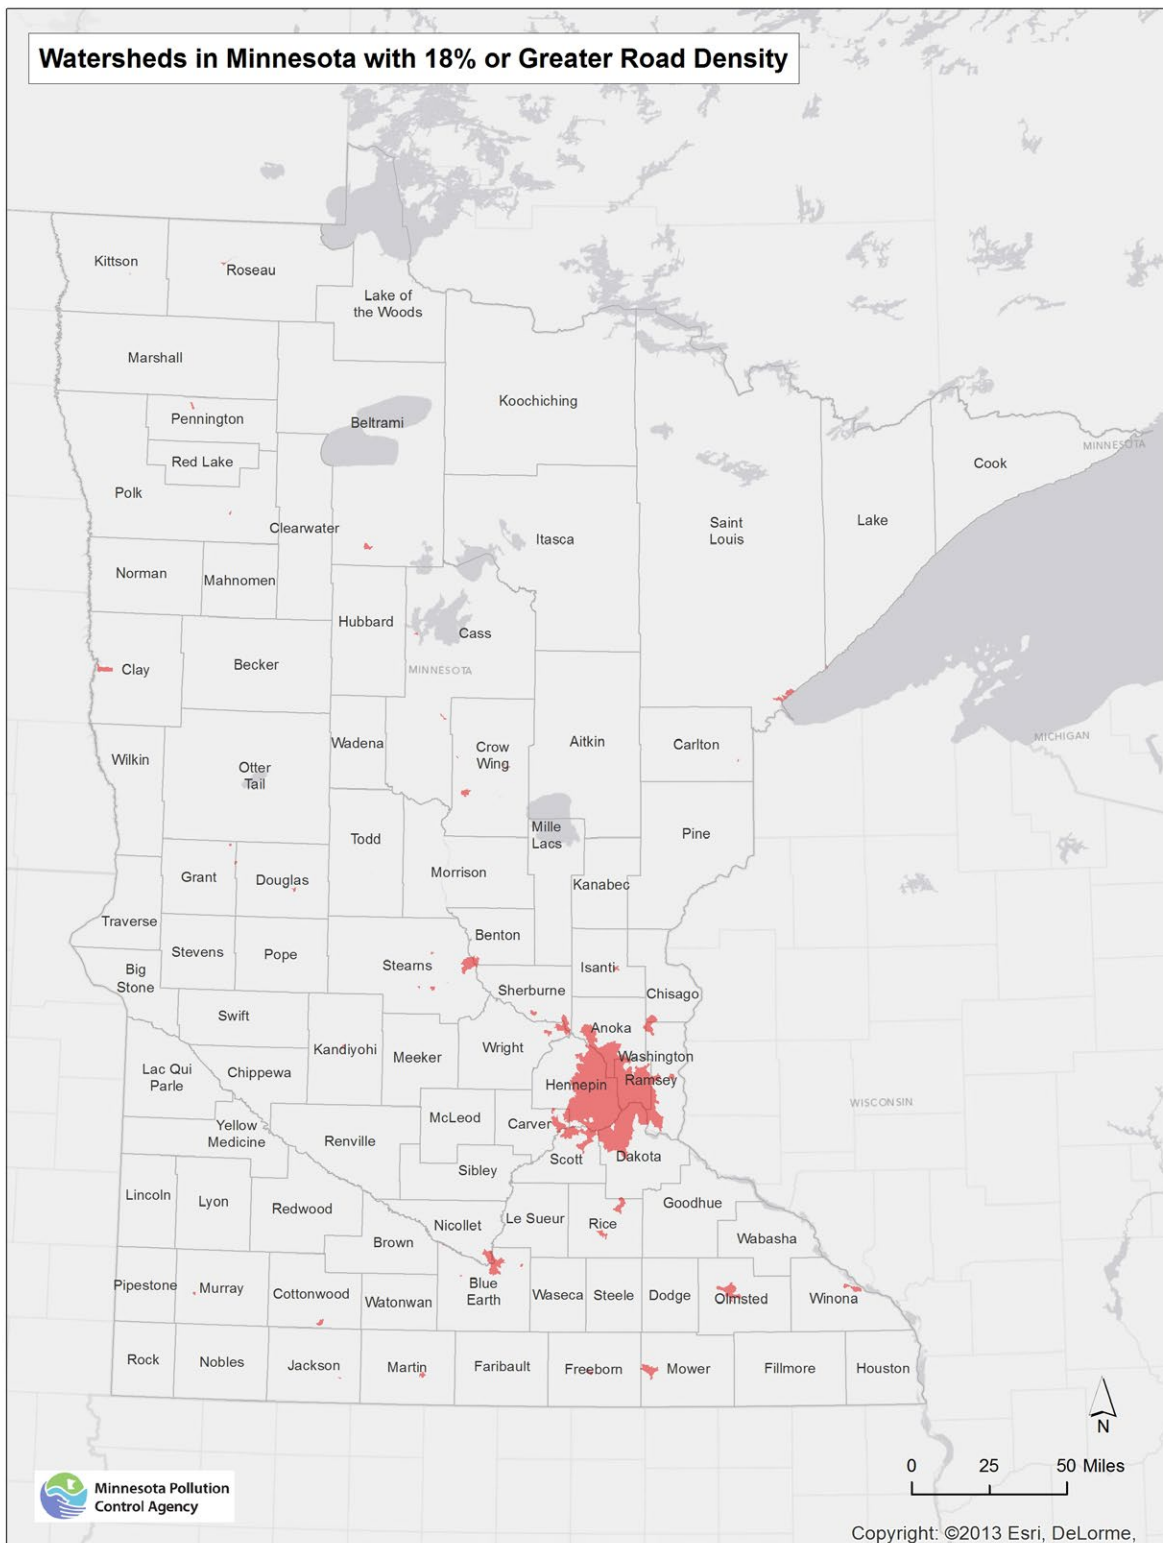 Watersheds in Minnesota with 18% or Greater Road Density
Kittson
Roseau
Lake of
the Woods
Marshall
Koochiching
Pennington
Beltrami
MINNESOTA
Red Lake
Cook
Polk
Clearwater
Saint
Louis
Lake
Itasca
Norman
Mahnomen
Hubbard
Cass
Clay
Becker
MINNESOTA
MICHIGAN
Wadena
Crow
Wing
Aitkin
Carlton
Wilkin
Otter
Tail
Mille
Lacs
Pine
Todd
Morrison
Grant
Douglas
Kanabec
Traverse
Benton
Stevens
Pope
Stearns
Isanti
Big
Stone
Sherburne
Chisago
Swift
Anoka
Kandiyohi
Meeker
Wright
Washington
Lac Qui
Parle
Chippewa
Hennepin
Ramsey
WISCONSIN
McLeod
Carver
Yellow
Medicine
Renville
Scott
Dakota
Sibley
Lincoln
Lyon
Redwood
Goodhue
Nicollet
Le Sueur
Rice
Brown
Wabasha
Pipestone
Murray
Cottonwood
Watonwan
Blue
Earth
Waseca
Steele
Dodge
Olmsted
Winona
Rock
Nobles
Jackson
Martin
Faribault
Freeborn
Mower
Fillmore
Houston
N
0 25 50 Miles
Minnesota Pollution
Control Agency
Copyright: ©2013 Esri, DeLorme,